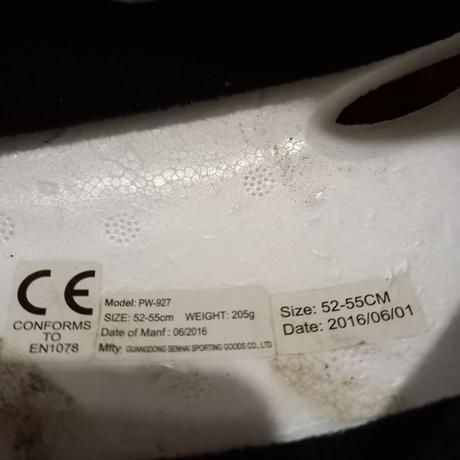 CE
CONFORMS
TO
EN1078
Model: PW-927
SIZE: 52-55cm WEIGHT: 205g
Date of Manf : 06/2016
Mffty: GUANGDONG SENHAI SPORTING GOODS CO., LTD
Size: 52-55CM
Date: 2016/06/01